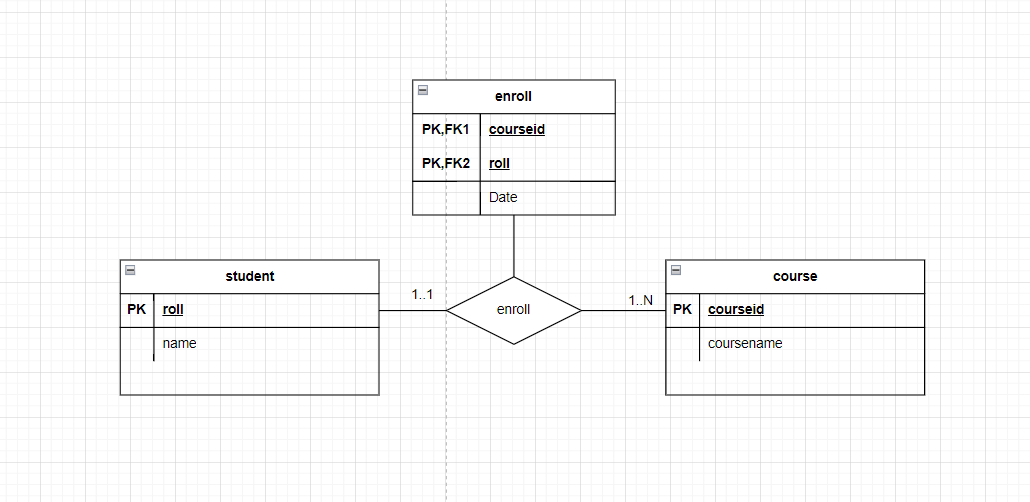 enroll
PK,FK1 courseid
PK,FK2 roll
Date
student
PK roll
name
1..1
enroll
1..N
course
PK courseid
coursename